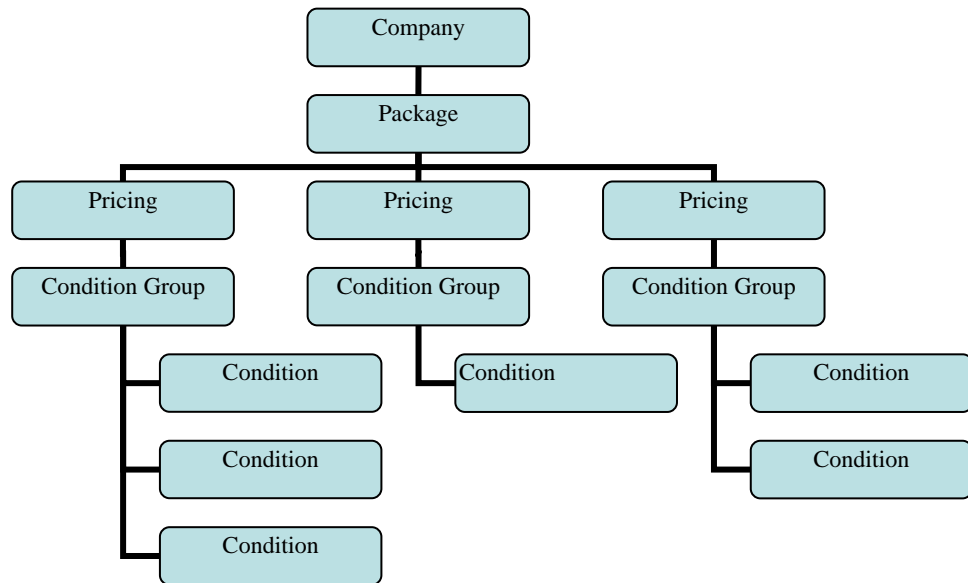 Company
Package
Pricing
Pricing
Pricing
Condition Group
Condition Group
Condition Group
Condition
Condition
Condition
Condition
Condition
Condition